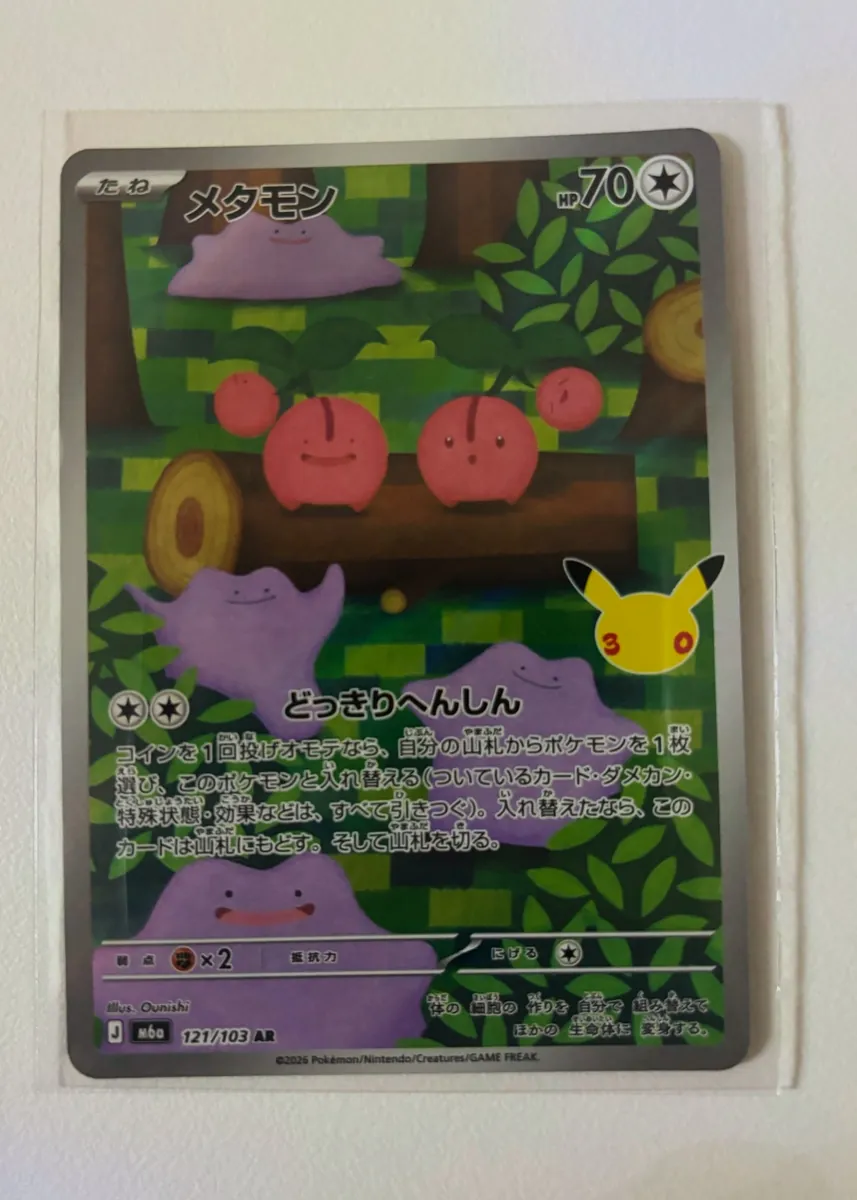 たね
メタモン
HP70
30
どっきりへんしん
コインを1回投げオモテなら、自分の山札からポケモンを1枚
選び、このポケモンと入れ替える(ついているカード・ダメカン・
特殊状態・効果などは、すべて引きつぐ)。入れ替えたなら、この
カードは山札にもどす。そして山札を切る。
弱点 ×2 抵抗力 にげる
Illus. Ounishi
体の 細胞の 作りを 自分で 組み替えて
ほかの 生命体に 変身する。
J M6a 121/103 AR
©2026 Pokémon/Nintendo/Creatures/GAME FREAK.